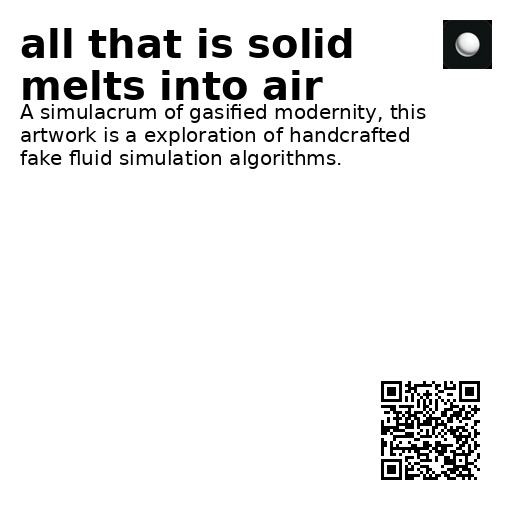 all that is solid
melts into air
A simulacrum of gasified modernity, this
artwork is a exploration of handcrafted
fake fluid simulation algorithms.